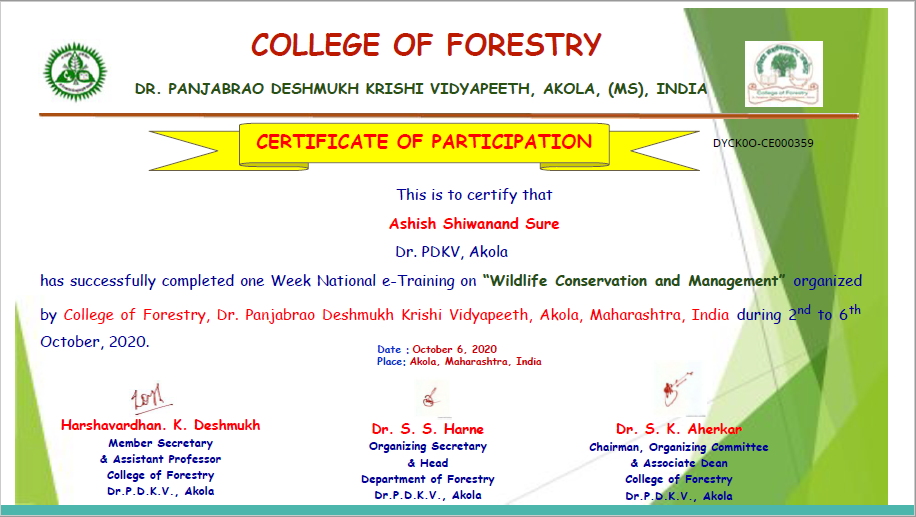 COLLEGE OF FORESTRY
DR. PANJABRAO DESHMUKH KRISHI VIDYAPEETH, AKOLA, (MS), INDIA
College of Forestry
CERTIFICATE OF PARTICIPATION
DYCK0O-CE000359
This is to certify that
Ashish Shiwanand Sure
Dr. PDKV, Akola
has successfully completed one Week National e-Training on “Wildlife Conservation and Management” organized
by College of Forestry, Dr. Panjabrao Deshmukh Krishi Vidyapeeth, Akola, Maharashtra, India during 2nd to 6th
October, 2020.
Date : October 6, 2020
Place: Akola, Maharashtra, India
Harshavardhan. K. Deshmukh
Member Secretary
& Assistant Professor
College of Forestry
Dr.P.D.K.V., Akola
Dr. S. S. Harne
Organizing Secretary
& Head
Department of Forestry
Dr.P.D.K.V., Akola
Dr. S. K. Aherkar
Chairman, Organizing Committee
& Associate Dean
College of Forestry
Dr.P.D.K.V., Akola